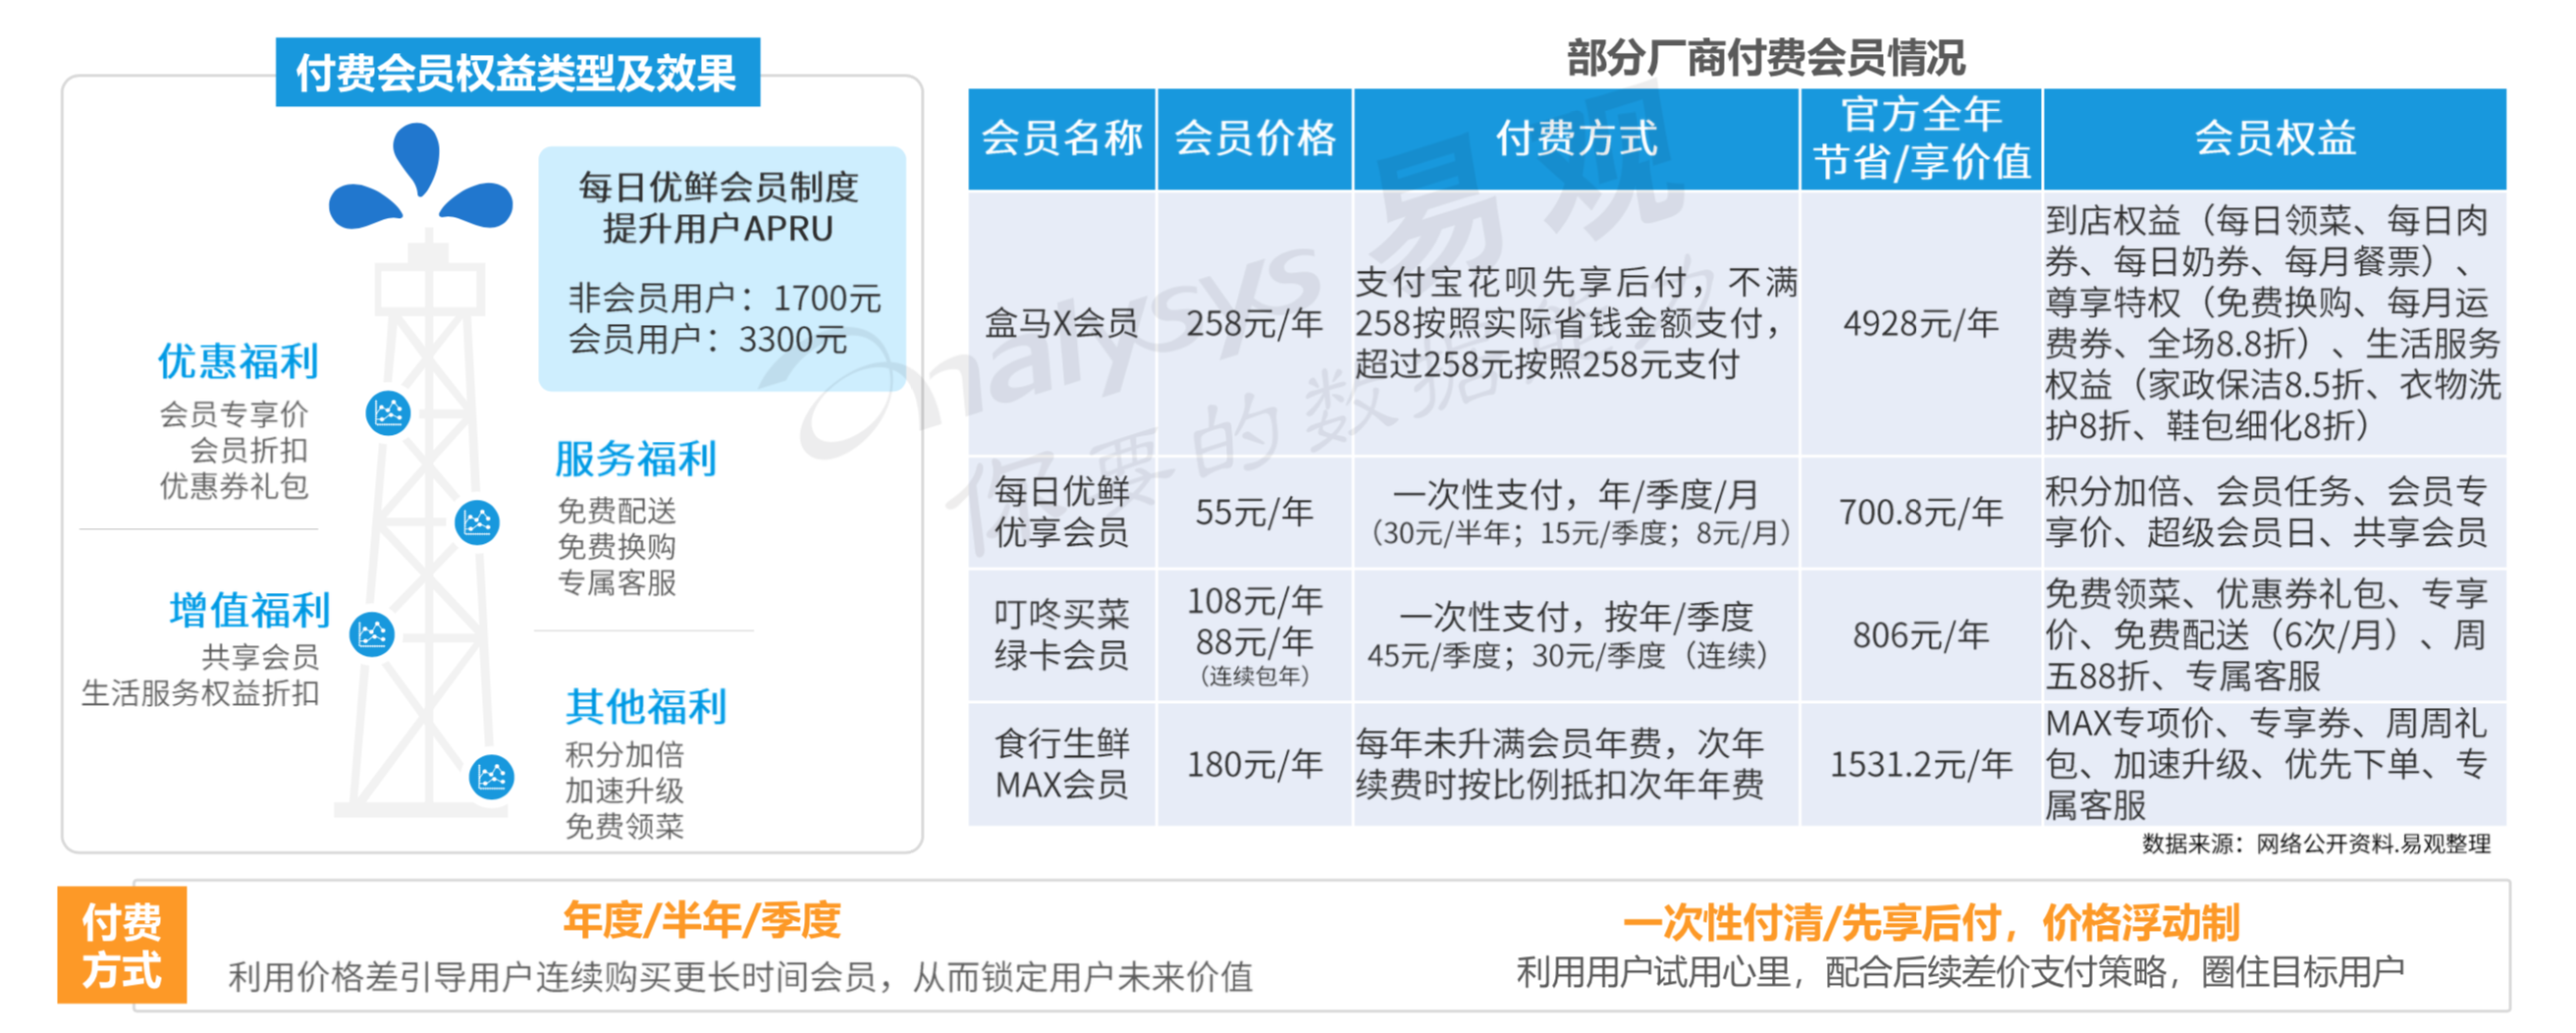 付费会员权益类型及效果
每日优鲜会员制度
提升用户APRU
非会员用户：1700元
会员用户：3300元
优惠福利
会员专享价
会员折扣
优惠券礼包
服务福利
免费配送
免费换购
专属客服
增值福利
共享会员
生活服务权益折扣
其他福利
积分加倍
加速升级
免费领菜
部分厂商付费会员情况
会员名称
会员价格
付费方式
官方全年
节省/享价值
会员权益
盒马X会员
258元/年
支付宝花呗先享后付，不满
258按照实际省钱金额支付，
超过258元按照258元支付
4928元/年
到店权益（每日领菜、每日肉
券、每日奶券、每月餐票）、
尊享特权（免费换购、每月运
费券、全场8.8折）、生活服务
权益（家政保洁8.5折、衣物洗
护8折、鞋包细化8折）
每日优鲜
优享会员
55元/年
一次性支付，年/季度/月
（30元/半年；15元/季度；8元/月）
700.8元/年
积分加倍、会员任务、会员专
享价、超级会员日、共享会员
叮咚买菜
绿卡会员
108元/年
88元/年
（连续包年）
一次性支付，按年/季度
45元/季度；30元/季度（连续）
806元/年
免费领菜、优惠券礼包、专享
价、免费配送（6次/月）、周
五88折、专属客服
食行生鲜
MAX会员
180元/年
每年未升满会员年费，次年
续费时按比例抵扣次年年费
1531.2元/年
MAX专项价、专享券、周周礼
包、加速升级、优先下单、专
属客服
数据来源：网络公开资料.易观整理
analysys 易观
你要的数据能力
付费
方式
年度/半年/季度
利用价格差引导用户连续购买更长时间会员，从而锁定用户未来价值
一次性付清/先享后付，价格浮动制
利用用户试用心里，配合后续差价支付策略，圈住目标用户